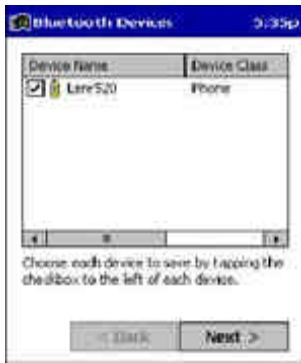 Bluetooth Devices 5:35p
Device Name Device Class
Phone
Choose each device to save by tapping the
checkbox to the left of each device.
< Back Next >